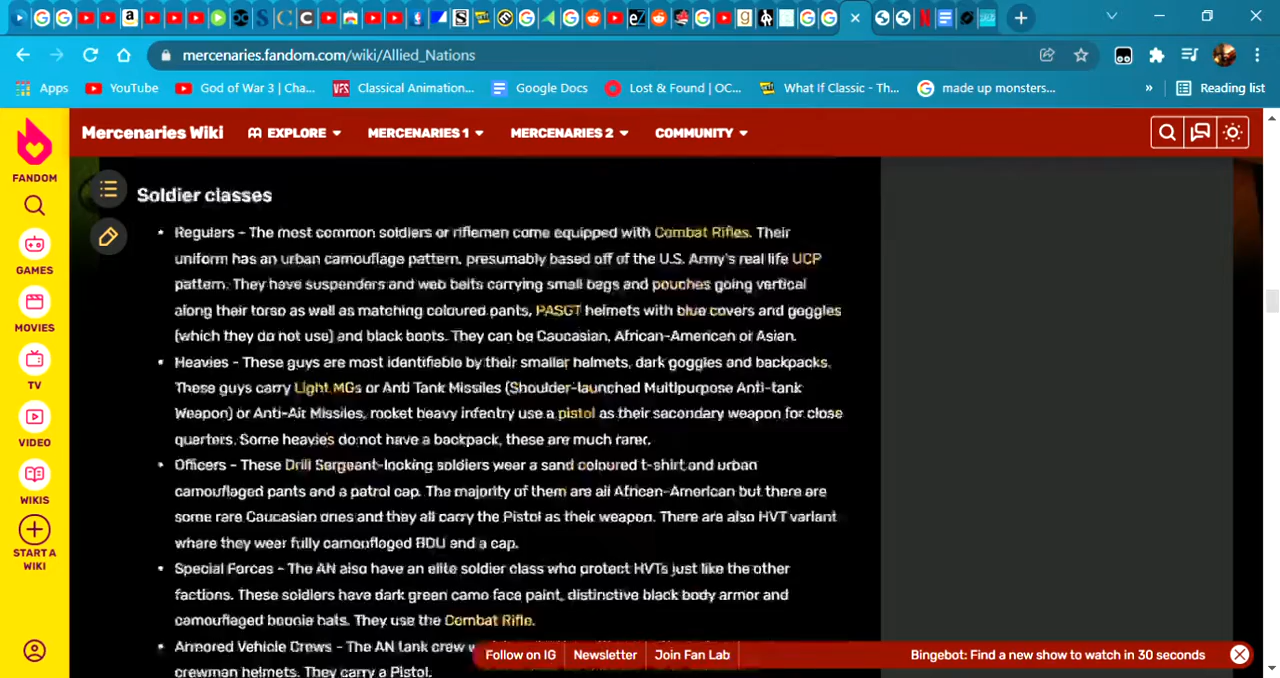 mercenaries.fandom.com/wiki/Allied_Nations
Apps
YouTube
God of War 3 | Cha...
VFS
Classical Animation...
Google Docs
Lost & Found | OC...
What If Classic - Th...
made up monsters...
»
Reading list
Mercenaries Wiki
EXPLORE
MERCENARIES 1
MERCENARIES 2
COMMUNITY
FANDOM
GAMES
MOVIES
TV
VIDEO
WIKIS
START A
WIKI
Soldier classes
• Regulars - The most common soldiers or riflemen come equipped with Combat Rifles. Their
uniform has an urban camouflage pattern, presumably based off of the U.S. Army's real life UCP
pattern. They have suspenders and web belts carrying small bags and pouches going vertical
along their torso as well as matching coloured pants, PASGT helmets with blue covers and goggles
(which they do not use) and black boots. They can be Caucasian, African-American or Asian.
• Heavies - These guys are most identifiable by their smaller helmets, dark goggles and backpacks.
These guys carry Light MGs or Anti Tank Missiles (Shoulder-launched Multipurpose Anti-tank
Weapon) or Anti-Air Missiles, rocket heavy infentry use a pistol as their secondary weapon for close
quarters. Some heavies do not have a backpack, these are much rarer.
• Officers - These Drill Sergeant-looking soldiers wear a sand coloured t-shirt and urban
camouflaged pants and a patrol cap. The majority of them are all African-American but there are
some rare Caucasian ones and they all carry the Pistol as their weapon. There are also HVT variant
where they wear fully camouflaged BDU and a cap.
• Special Forces - The AN also have an elite soldier class who protect HVTs just like the other
factions. These soldiers have dark green camo face paint, distinctive black body armor and
camouflaged boonie hats. They use the Combat Rifle.
• Armored Vehicle Crews - The AN tank crew
crewman helmets. They carry a Pistol.
Follow on IG
Newsletter
Join Fan Lab
Bingebot: Find a new show to watch in 30 seconds